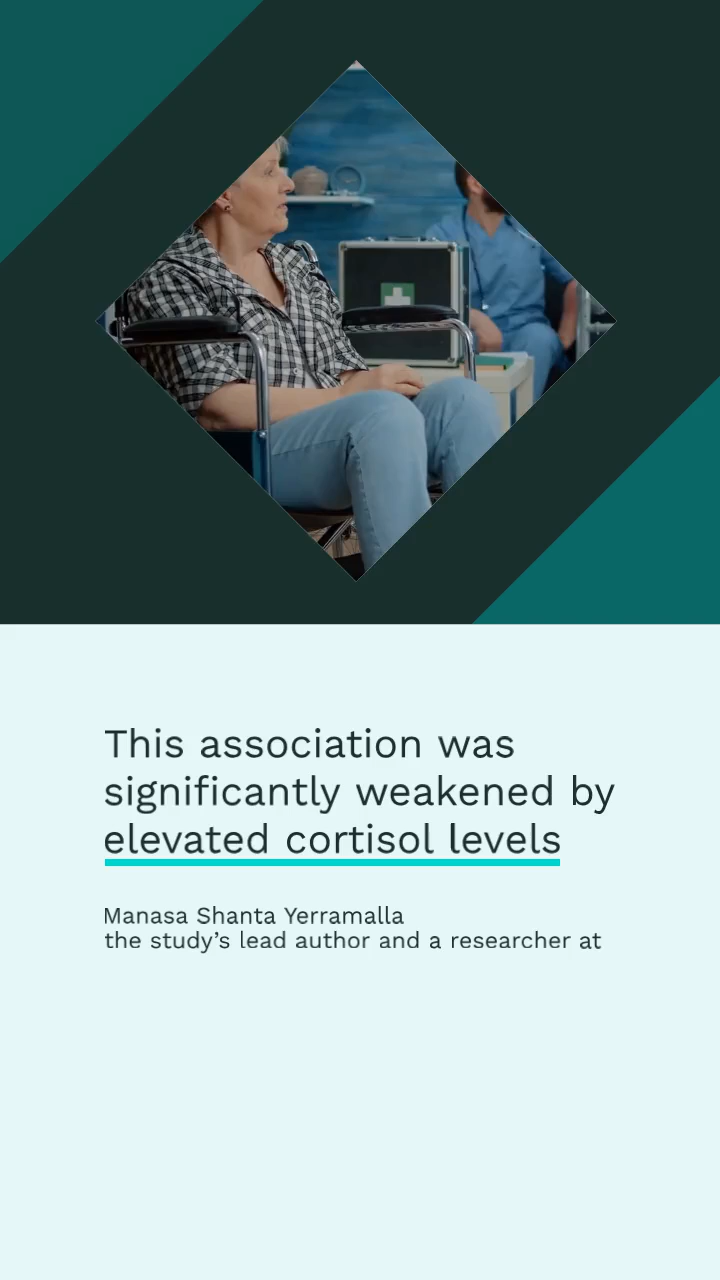 This association was
significantly weakened by
elevated cortisol levels
Manasa Shanta Yerramalla
the study’s lead author and a researcher at